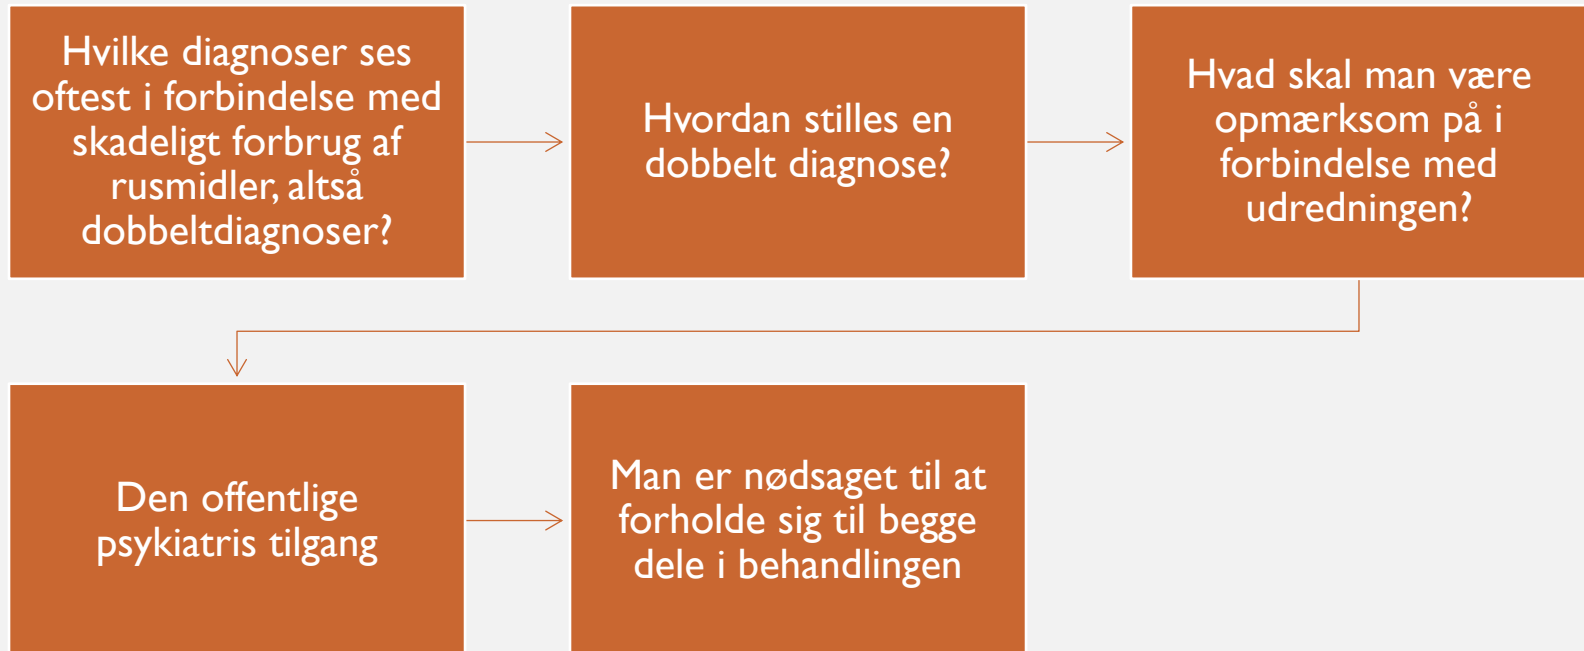 Hvilke diagnoser ses
oftest i forbindelse med
skadeligt forbrug af
rusmidler, altså
dobbeltdiagnoser?
Hvordan stilles en
dobbelt diagnose?
Hvad skal man være
opmærksom på i
forbindelse med
udredningen?
Den offentlige
psykiatris tilgang
Man er nødsaget til at
forholde sig til begge
dele i behandlingen